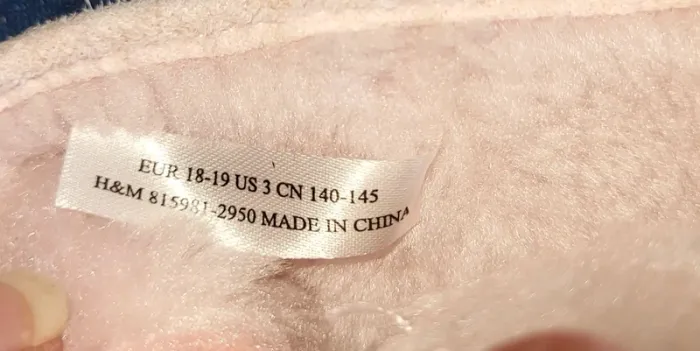 EUR 18-19 US 3 CN 140-145
H&M 815981-2950 MADE IN CHINA